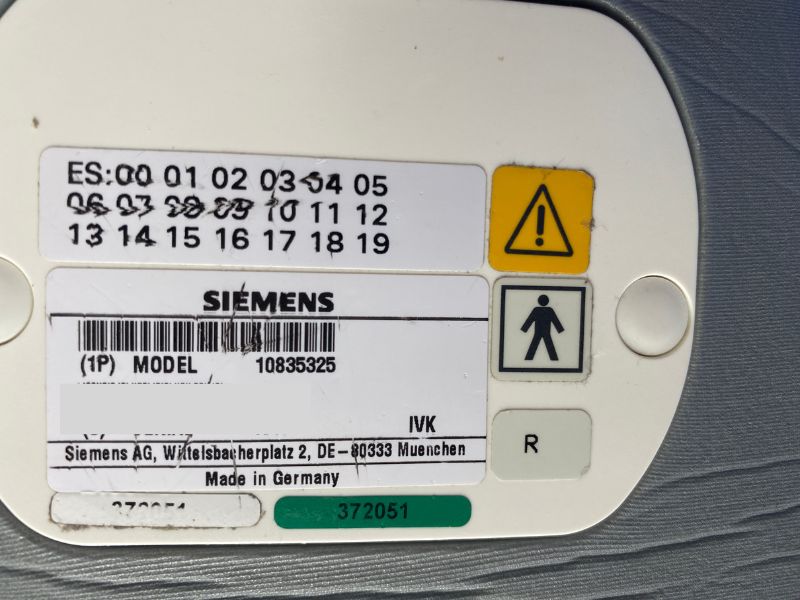 ES:00 01 02 03 04 05
06 07 08 09 10 11 12
13 14 15 16 17 18 19
SIEMENS
(1P) MODEL 10835325
IVK
Siemens AG, Wittelsbacherplatz 2, DE-80333 Muenchen
Made in Germany
R
372051
372051